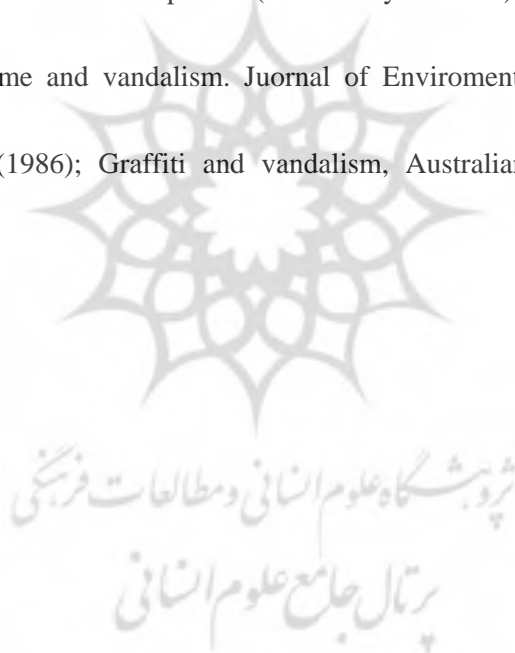 me and vandalism. Juornal of Enviroment
(1986); Graffiti and vandalism, Australian
پژوهشگاه علوم انسانی و مطالعات فرهنگی
پرتال جامع علوم انسانی